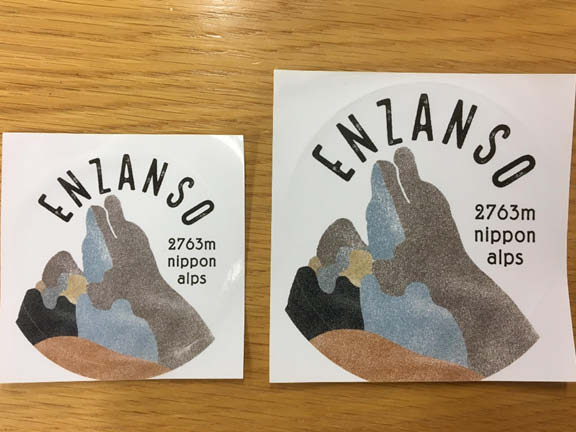 ENZANSO
2763m
nippon
alps
ENZANSO
2763m
nippon
alps